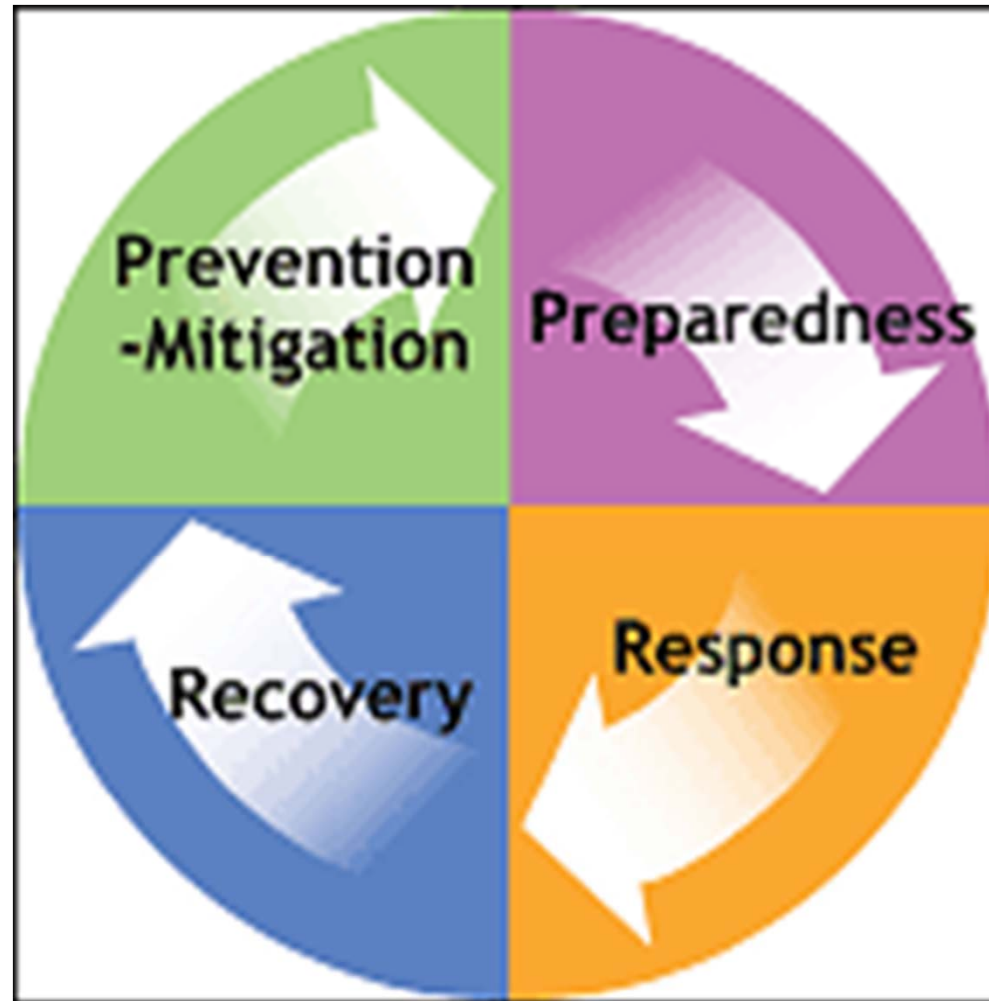 Prevention
-Mitigation
Preparedness
Response
Recovery